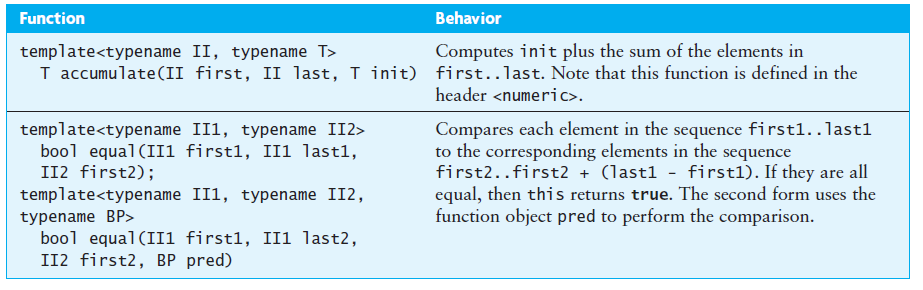 Function
Behavior
template<typename II, typename T>
T accumulate(II first, II last, T init)
Computes init plus the sum of the elements in
first..last. Note that this function is defined in the
header <numeric>.
template<typename II1, typename II2>
bool equal(II1 first1, II1 last1,
II2 first2);
template<typename II1, typename II2,
typename BP>
bool equal(II1 first1, II1 last2,
II2 first2, BP pred)
Compares each element in the sequence first1..last1
to the corresponding elements in the sequence
first2..first2 + (last1 - first1). If they are all
equal, then this returns true. The second form uses the
function object pred to perform the comparison.